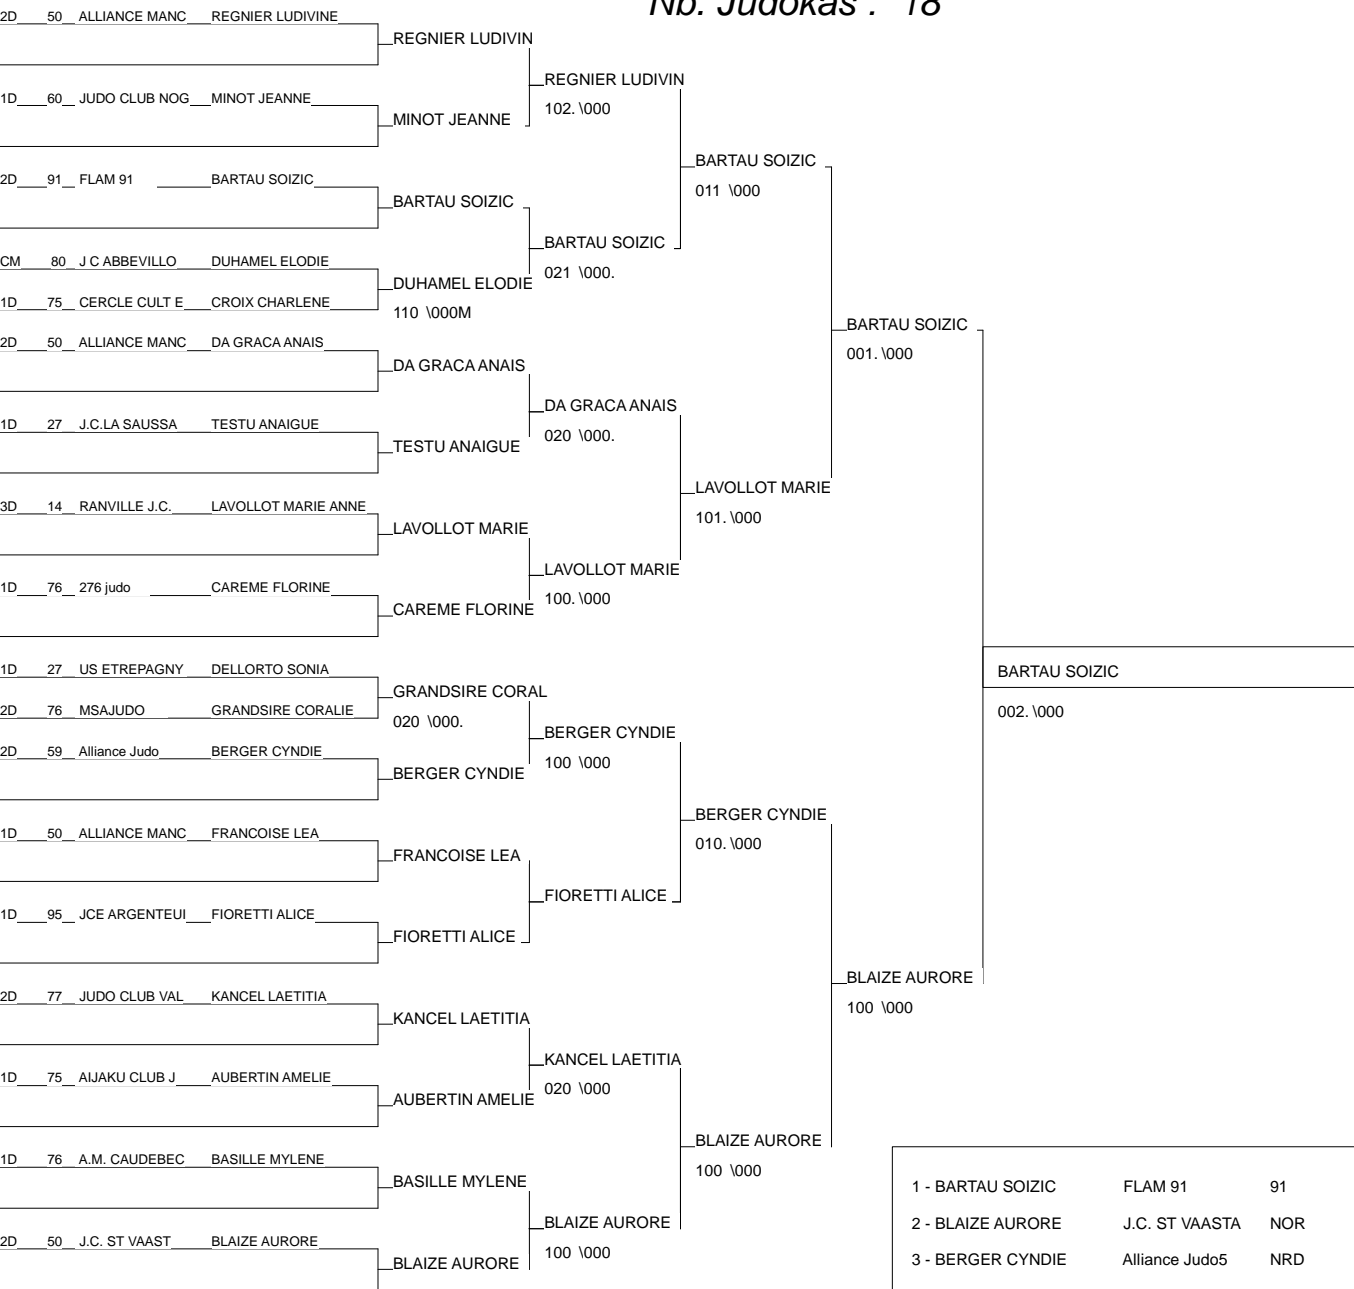 Nb. Judokas : 18
2D 50 ALLIANCE MANC REGNIER LUDIVINE
REGNIER LUDIVIN
REGNIER LUDIVIN
1D 60 JUDO CLUB NOG MINOT JEANNE
102. \000
MINOT JEANNE
BARTAU SOIZIC
2D 91 FLAM 91 BARTAU SOIZIC
011 \000
BARTAU SOIZIC
BARTAU SOIZIC
CM 80 J C ABBEVILLO DUHAMEL ELODIE
021 \000.
DUHAMEL ELODIE
1D 75 CERCLE CULT E CROIX CHARLENE
110 \000M
BARTAU SOIZIC
2D 50 ALLIANCE MANC DA GRACA ANAIS
001. \000
DA GRACA ANAIS
DA GRACA ANAIS
1D 27 J.C.LA SAUSSA TESTU ANAIGUE
020 \000.
TESTU ANAIGUE
LAVOLLOT MARIE
3D 14 RANVILLE J.C. LAVOLLOT MARIE ANNE
101. \000
LAVOLLOT MARIE
LAVOLLOT MARIE
1D 76 276 judo CAREME FLORINE
100. \000
CAREME FLORINE
1D 27 US ETREPAGNY DELLORTO SONIA
BARTAU SOIZIC
GRANDSIRE CORAL
2D 76 MSAJUDO GRANDSIRE CORALIE
002. \000
020 \000.
BERGER CYNDIE
2D 59 Alliance Judo BERGER CYNDIE
100 \000
BERGER CYNDIE
BERGER CYNDIE
1D 50 ALLIANCE MANC FRANCOISE LEA
010. \000
FRANCOISE LEA
FIORETTI ALICE
1D 95 JCE ARGENTEUI FIORETTI ALICE
FIORETTI ALICE
BLAIZE AURORE
2D 77 JUDO CLUB VAL KANCEL LAETITIA
100 \000
KANCEL LAETITIA
KANCEL LAETITIA
1D 75 AIJAKU CLUB J AUBERTIN AMELIE
020 \000
AUBERTIN AMELIE
BLAIZE AURORE
1D 76 A.M. CAUDEBEC BASILLE MYLENE
100 \000
BASILLE MYLENE
1 - BARTAU SOIZIC FLAM 91 91
BLAIZE AURORE
2 - BLAIZE AURORE J.C. ST VAASTA NOR
2D 50 J.C. ST VAAST BLAIZE AURORE
100 \000
3 - BERGER CYNDIE Alliance Judo5 NRD
BLAIZE AURORE